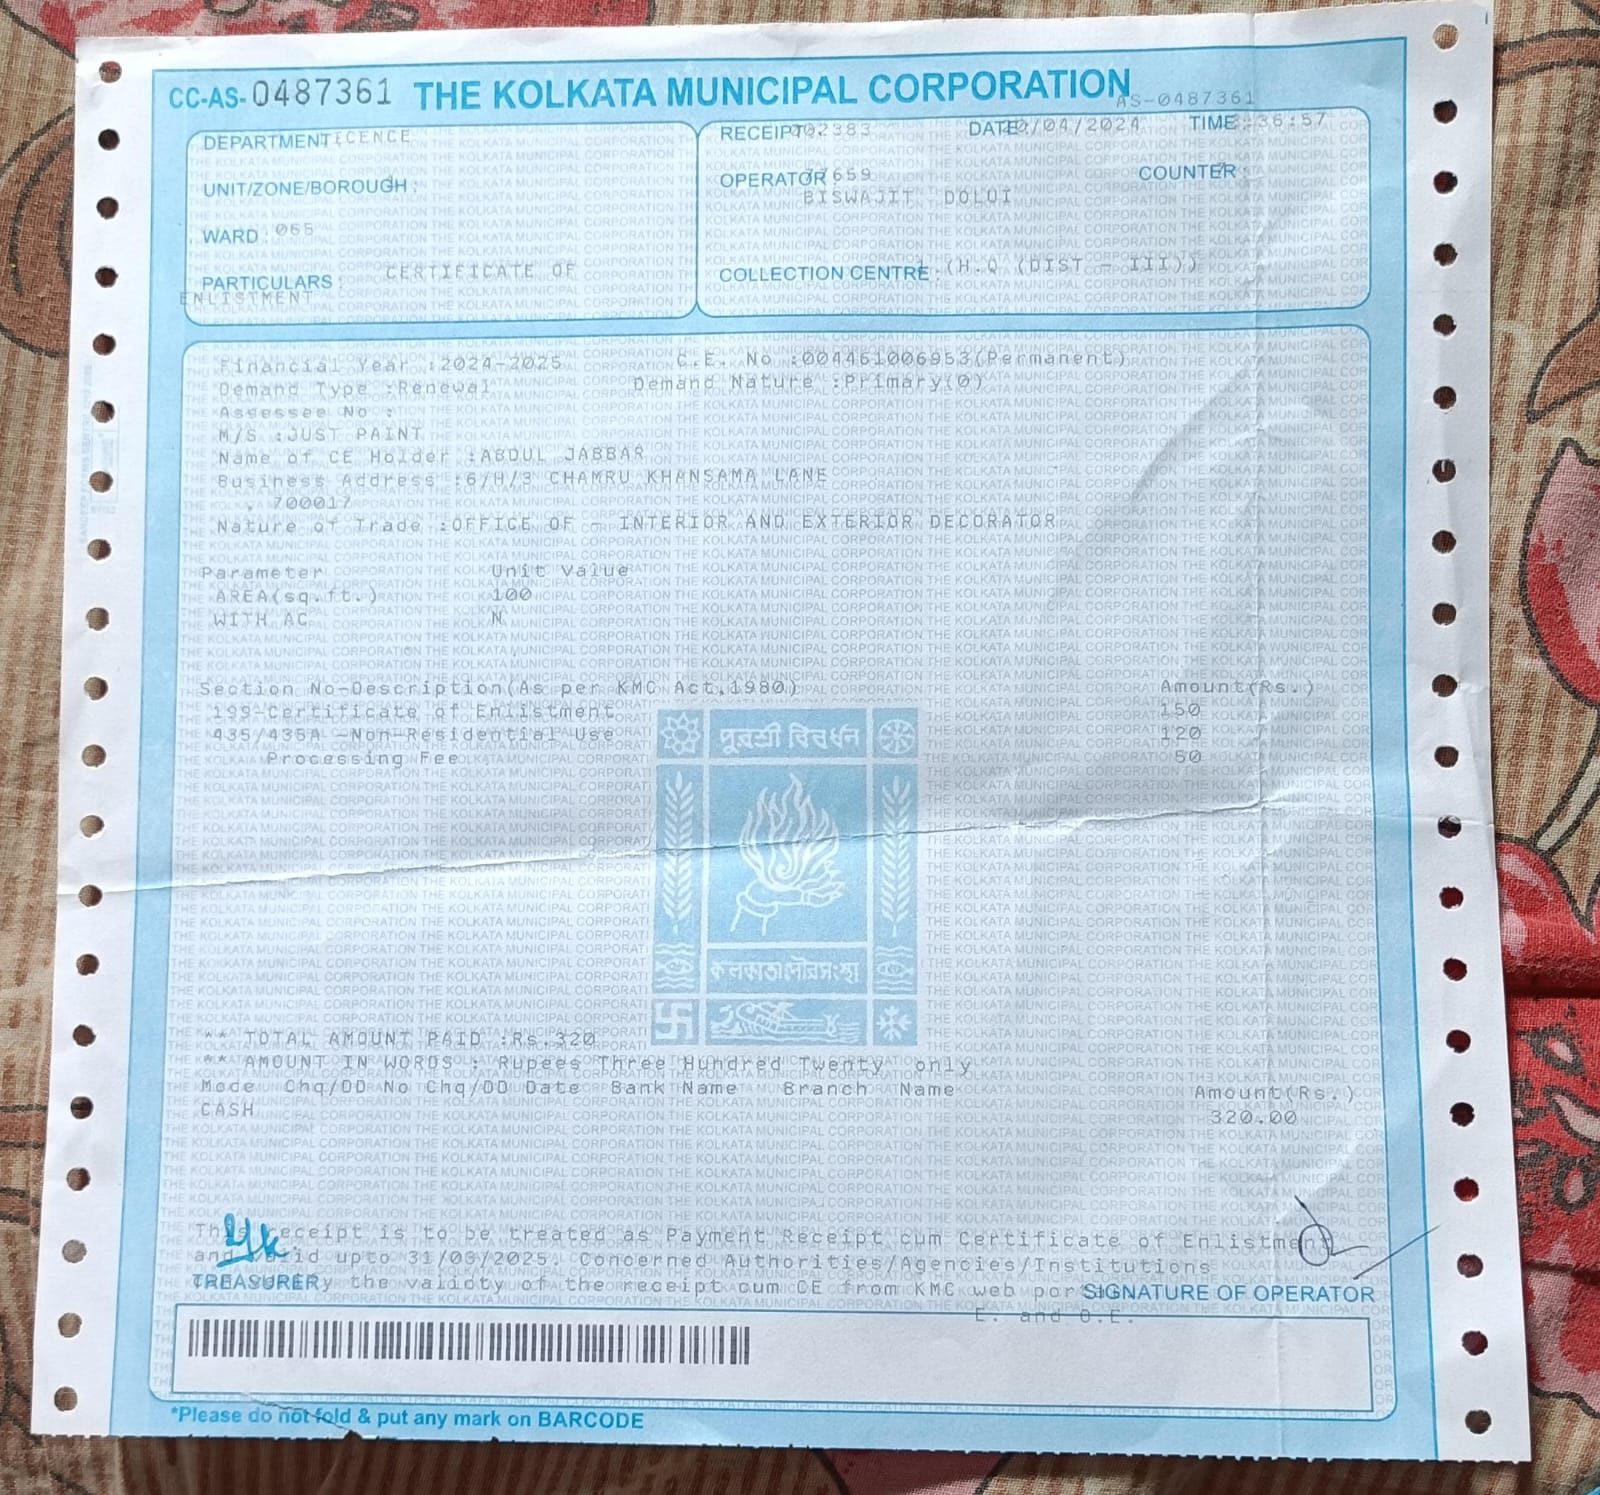 CC-AS-0487361 THE KOLKATA MUNICIPAL CORPORATION
AS-0487361
DEPARTMENT ICENCE
UNIT/ZONE/BOROUGH :
WARD : 065
PARTICULARS : CERTIFICATE OF
ENLISTMENT
RECEIPT 02383 DATE /04/2024 TIME :36:57
OPERATOR 659 COUNTER :
BISWAJIT DOLUI
COLLECTION CENTRE : (H.Q (DIST - III))
Financial Year :2024-2025 C.E. No :004461006953(Permanent)
Demand Type :Renewal Demand Nature :Primary(0)
Assessee No :
M/S :JUST PAINT
Name of CE Holder :ABDUL JABBAR
Business Address :6/H/3 CHAMRU KHANSAMA LANE
, 700017
Nature of Trade :OFFICE OF - INTERIOR AND EXTERIOR DECORATOR
Parameter Unit Value
AREA(sq.ft.) 100
WITH AC N
Section No-Description(As per KMC Act,1980) Amount(Rs.)
199-Certificate of Enlistment 150
435/435A -Non-Residential Use 120
Processing Fee 50
পুরশ্রী বিবর্ধন
কলকাতা পৌরসংস্থা
** TOTAL AMOUNT PAID :Rs.320
** AMOUNT IN WORDS : Rupees Three Hundred Twenty only
Mode Chq/DD No Chq/DD Date Bank Name Branch Name Amount(Rs.)
CASH 320.00
This receipt is to be treated as Payment Receipt cum Certificate of Enlistment
and valid upto 31/03/2025. Concerned Authorities/Agencies/Institutions
the validty of the receipt cum CE from KMC web
TREASURER SIGNATURE OF OPERATOR
E. and O.E.
*Please do not fold & put any mark on BARCODE